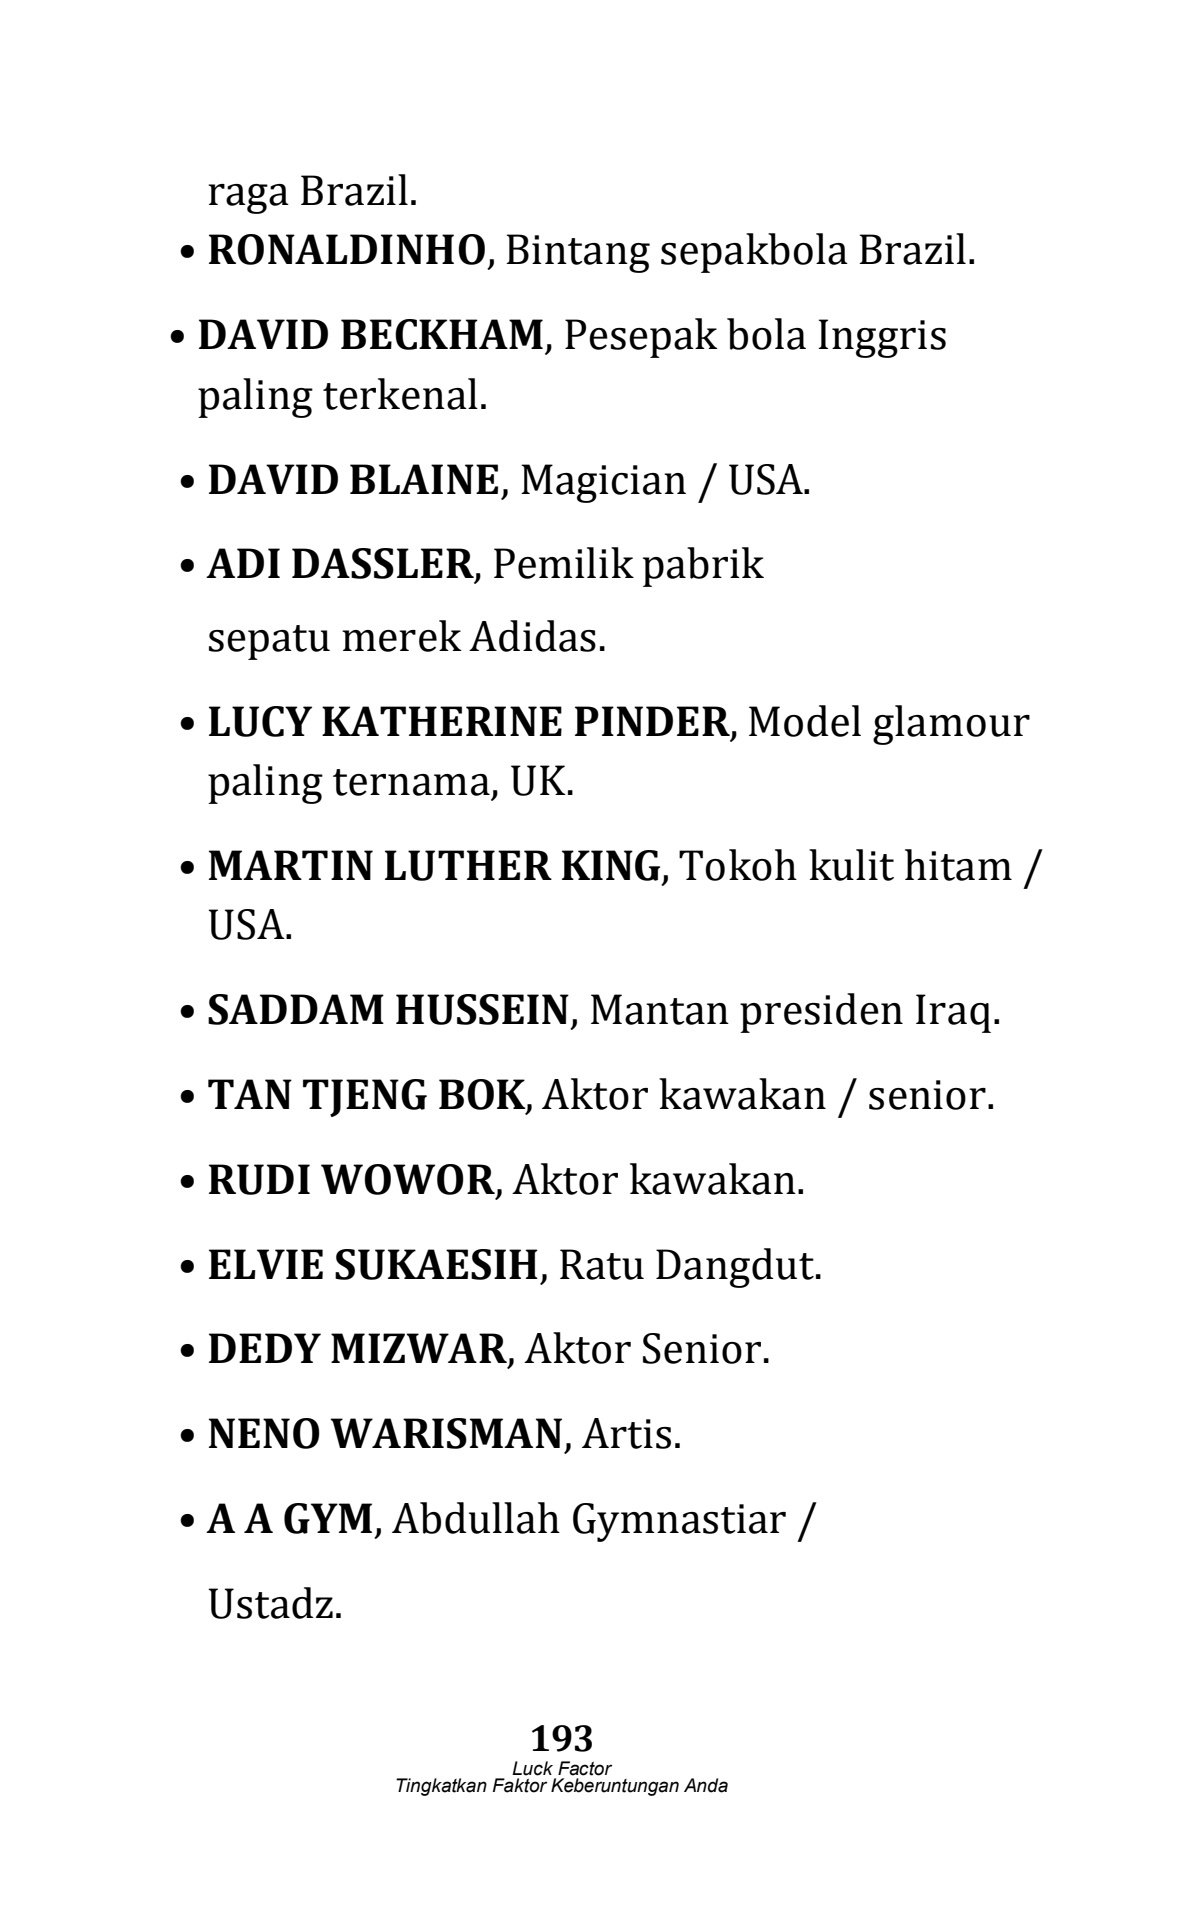 raga Brazil.
• RONALDINHO, Bintang sepakbola Brazil.
• DAVID BECKHAM, Pesepak bola Inggris
paling terkenal.
• DAVID BLAINE, Magician / USA.
• ADI DASSLER, Pemilik pabrik
sepatu merek Adidas.
• LUCY KATHERINE PINDER, Model glamour
paling ternama, UK.
• MARTIN LUTHER KING, Tokoh kulit hitam /
USA.
• SADDAM HUSSEIN, Mantan presiden Iraq.
• TAN TJENG BOK, Aktor kawakan / senior.
• RUDI WOWOR, Aktor kawakan.
• ELVIE SUKAESIH, Ratu Dangdut.
• DEDY MIZWAR, Aktor Senior.
• NENO WARISMAN, Artis.
• A A GYM, Abdullah Gymnastiar /
Ustadz.
193
Luck Factor
Tingkatkan Faktor Keberuntungan Anda